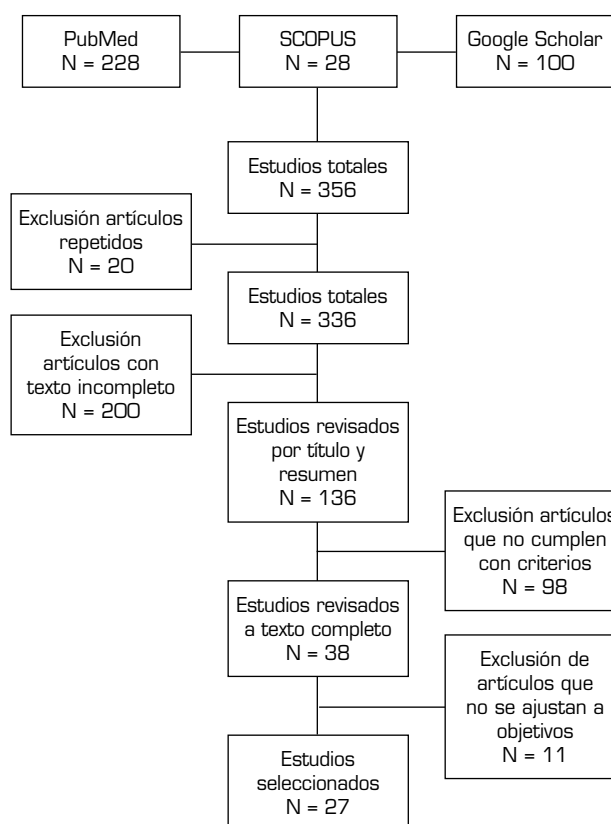 PubMed
N = 228
SCOPUS
N = 28
Google Scholar
N = 100
Estudios totales
N = 356
Exclusión artículos
repetidos
N = 20
Estudios totales
N = 336
Exclusión
artículos con
texto incompleto
N = 200
Estudios revisados
por título y
resumen
N = 136
Exclusión artículos
que no cumplen
con criterios
N = 98
Estudios revisados
a texto completo
N = 38
Exclusión de
artículos que
no se ajustan a
objetivos
N = 11
Estudios
seleccionados
N = 27